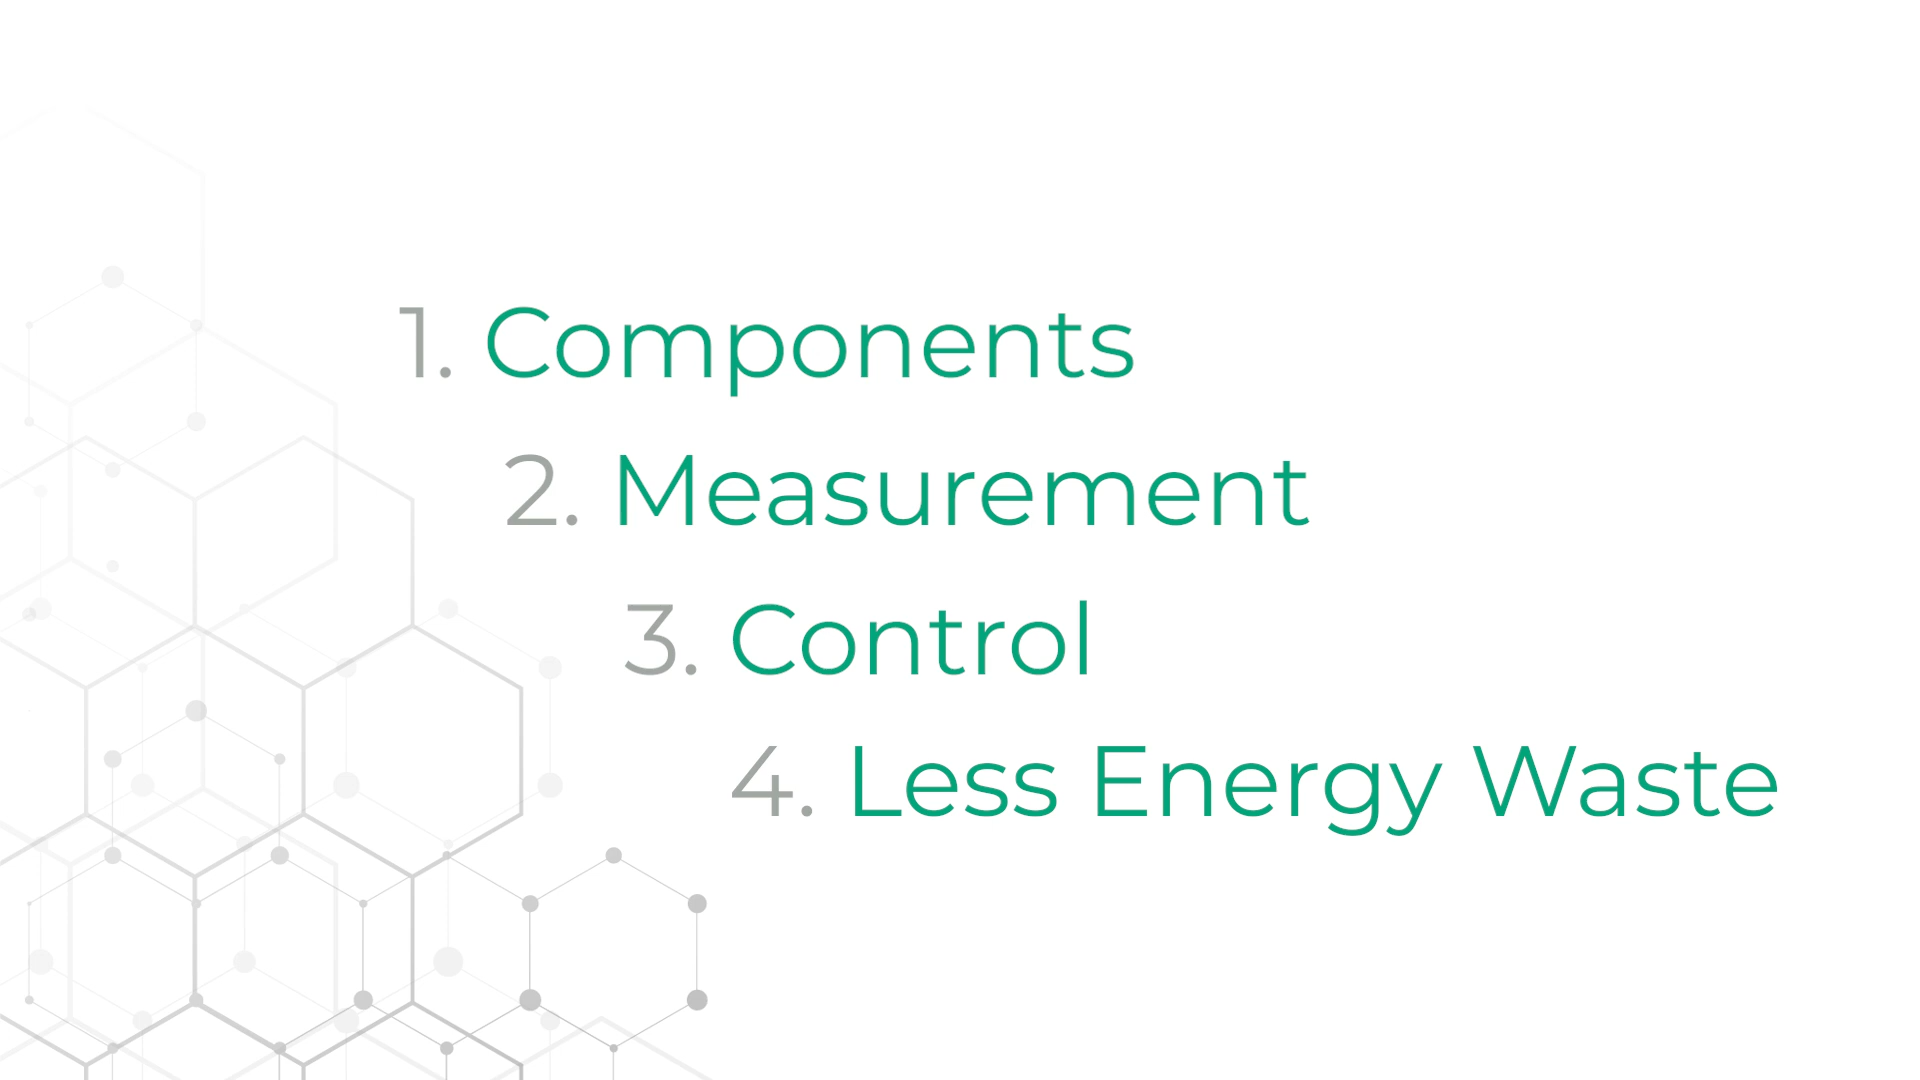 1. Components
2. Measurement
3. Control
4. Less Energy Waste